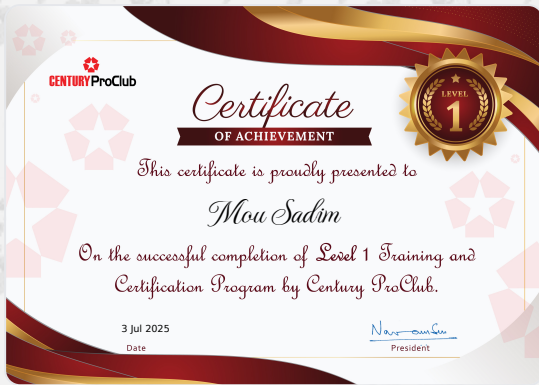 CENTURY ProClub
Certificate
OF ACHIEVEMENT
LEVEL
1
This certificate is proudly presented to
Mou Sadim
On the successful completion of Level 1 Training and
Certification Program by Century ProClub.
3 Jul 2025
Date
President